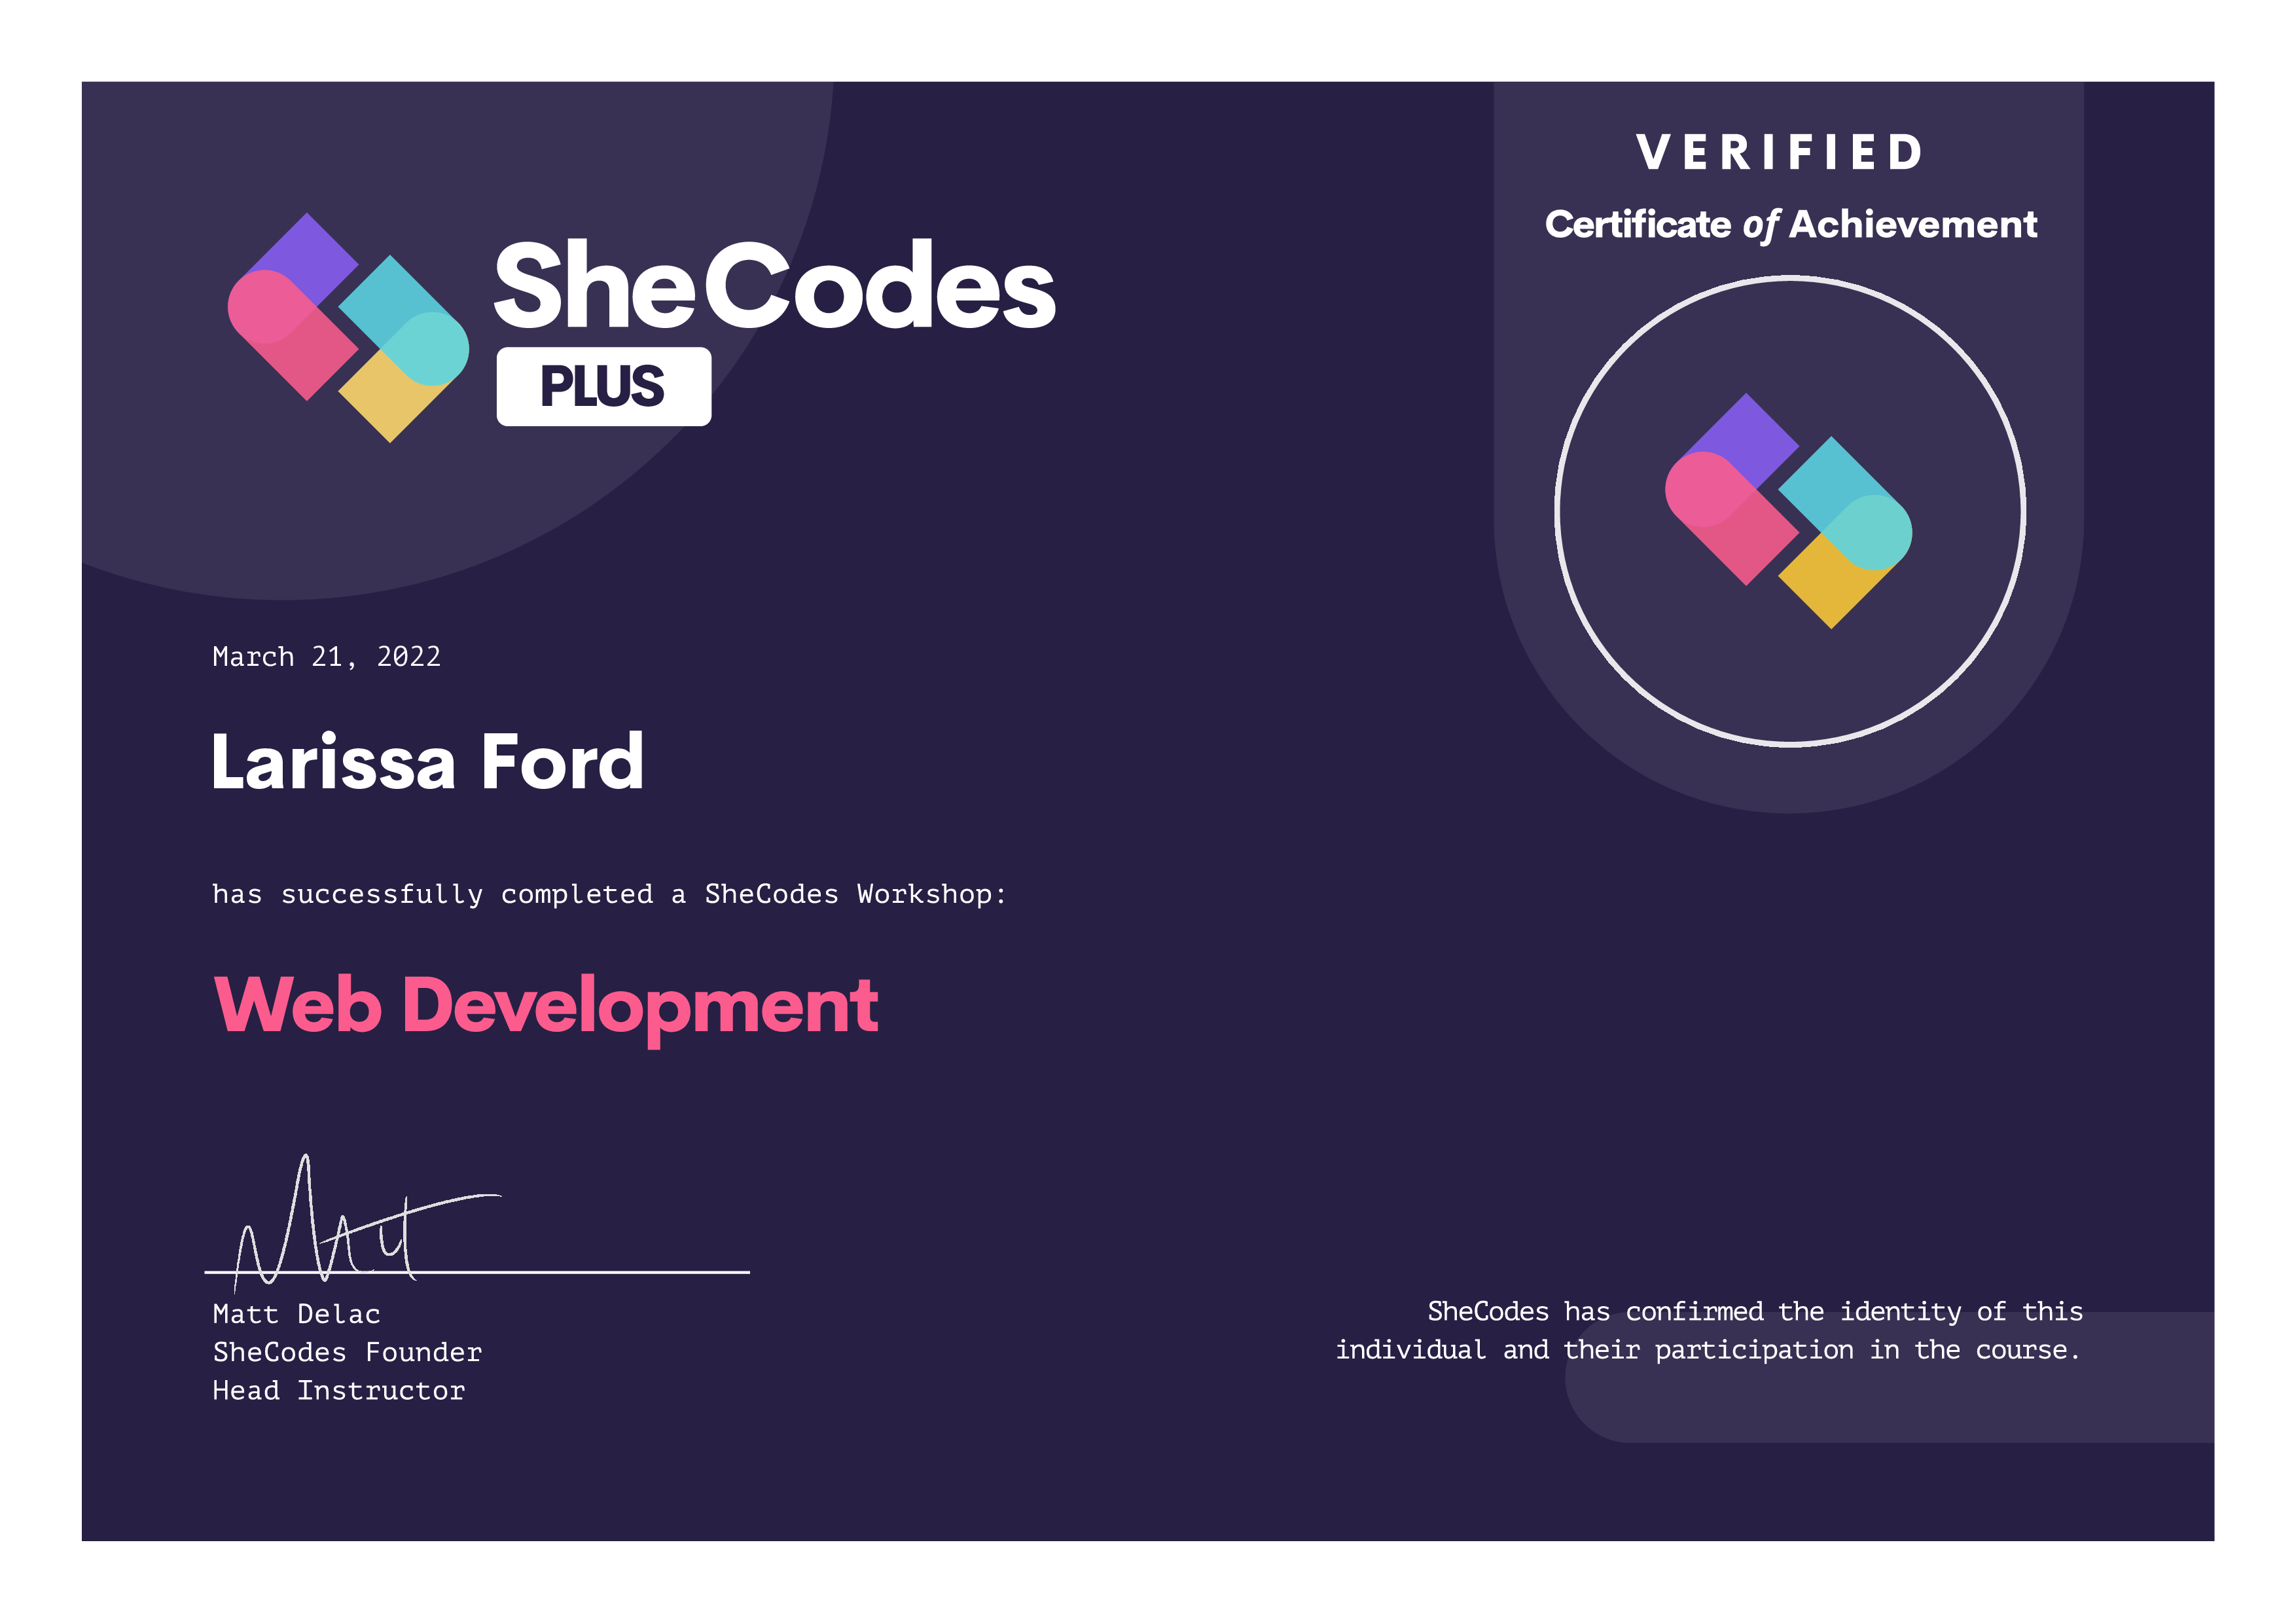 SheCodes
PLUS
VERIFIED
Certificate of Achievement
March 21, 2022
Larissa Ford
has successfully completed a SheCodes Workshop:
Web Development
Matt
Matt Delac
SheCodes Founder
Head Instructor
SheCodes has confirmed the identity of this
individual and their participation in the course.